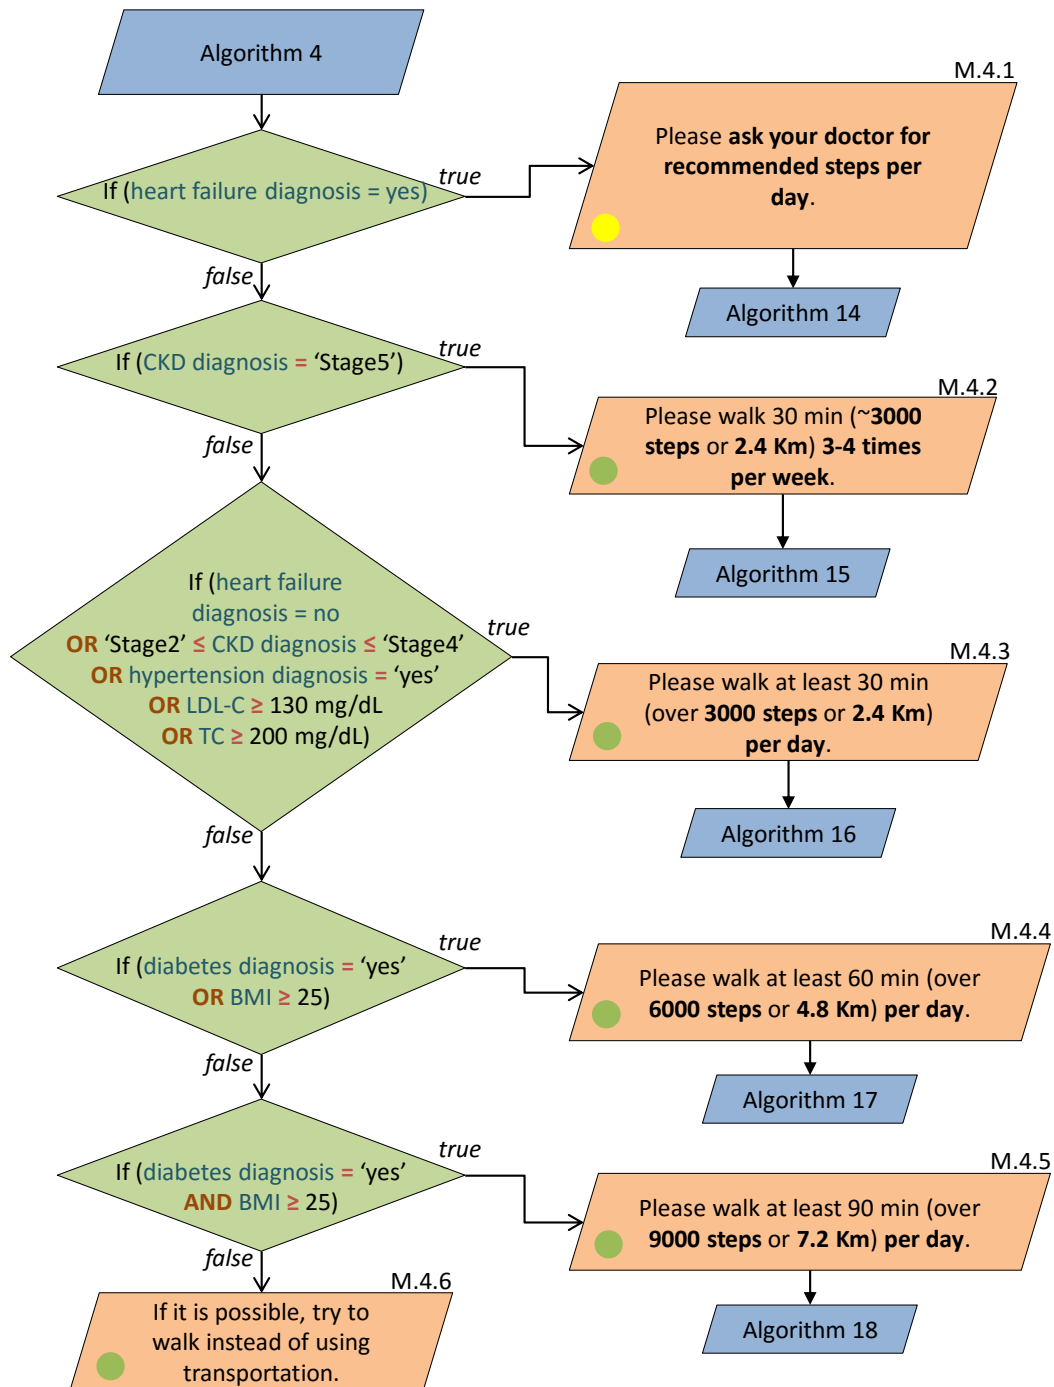 Algorithm 4
M.4.1
Please ask your doctor for
recommended steps per
day.
If (heart failure diagnosis = yes)
true
false
Algorithm 14
If (CKD diagnosis = ‘Stage5’)
true
false
M.4.2
Please walk 30 min (~3000
steps or 2.4 Km) 3-4 times
per week.
Algorithm 15
If (heart failure
diagnosis = no
OR ‘Stage2’ ≤ CKD diagnosis ≤ ‘Stage4’
OR hypertension diagnosis = ‘yes’
OR LDL-C ≥ 130 mg/dL
OR TC ≥ 200 mg/dL)
true
false
M.4.3
Please walk at least 30 min
(over 3000 steps or 2.4 Km)
per day.
Algorithm 16
If (diabetes diagnosis = ‘yes’
OR BMI ≥ 25)
true
false
M.4.4
Please walk at least 60 min (over
6000 steps or 4.8 Km) per day.
Algorithm 17
If (diabetes diagnosis = ‘yes’
AND BMI ≥ 25)
true
false
M.4.5
Please walk at least 90 min (over
9000 steps or 7.2 Km) per day.
Algorithm 18
M.4.6
If it is possible, try to
walk instead of using
transportation.